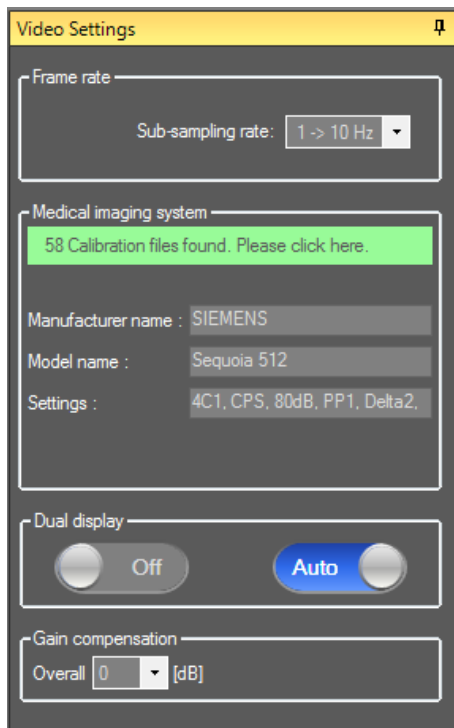 Video Settings
Frame rate
Sub-sampling rate: 1 -> 10 Hz
Medical imaging system
58 Calibration files found. Please click here.
Manufacturer name : SIEMENS
Model name : Sequoia 512
Settings : 4C1, CPS, 80dB, PP1, Delta2,
Dual display
Off Auto
Gain compensation
Overall 0 [dB]